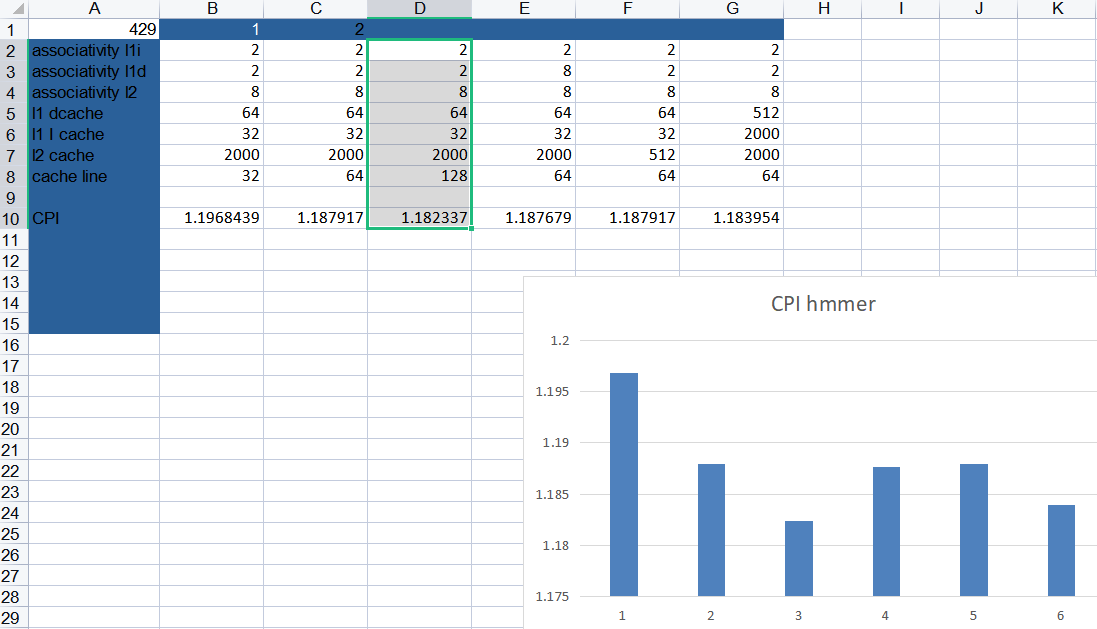 A B C D E F G H I J K
1 429 1 2
2 associativity l1i 2 2 2 2 2 2
3 associativity l1d 2 2 2 8 2 2
4 associativity l2 8 8 8 8 8 8
5 l1 dcache 64 64 64 64 64 512
6 l1 I cache 32 32 32 32 32 2000
7 l2 cache 2000 2000 2000 2000 512 2000
8 cache line 32 64 128 64 64 64
9
10 CPI 1.1968439 1.187917 1.182337 1.187679 1.187917 1.183954
11
12
13
14
15
16
17
18
19
20
21
22
23
24
25
26
27
28
29
CPI hmmer
1.2
1.195
1.19
1.185
1.18
1.175
1 2 3 4 5 6